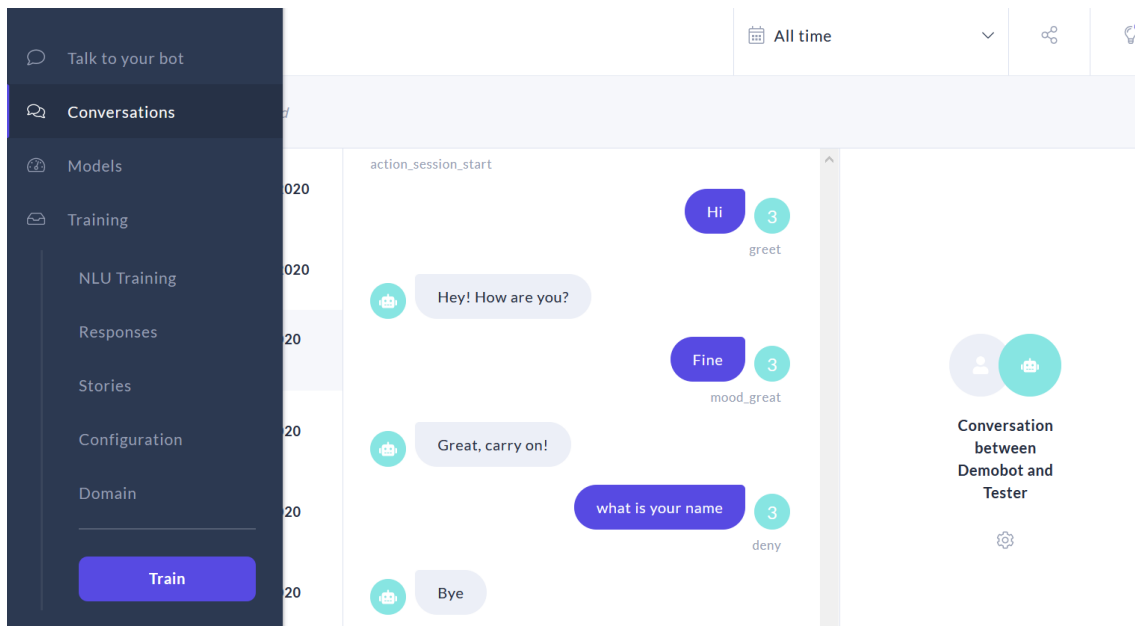 Talk to your bot
Conversations
Models
Training
NLU Training
Responses
Stories
Configuration
Domain
Train
All time
020
020
20
20
20
20
action_session_start
Hi
3
greet
Hey! How are you?
Fine
3
mood_great
Great, carry on!
what is your name
3
deny
Bye
Conversation
between
Demobot and
Tester